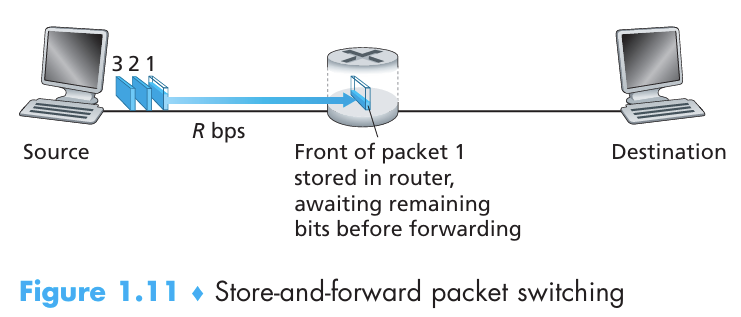 3 2 1
R bps
Source
Front of packet 1
stored in router,
awaiting remaining
bits before forwarding
Destination
Figure 1.11 ♦ Store-and-forward packet switching